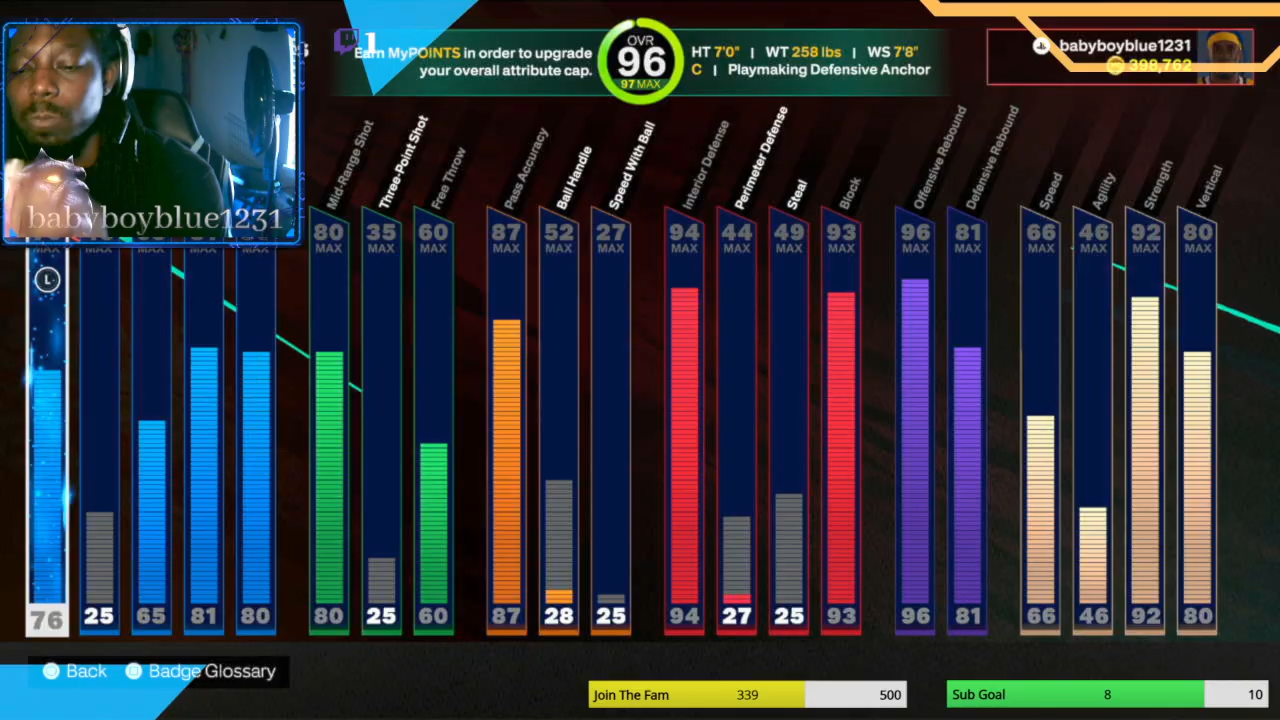 1
Earn MyPOINTS in order to upgrade
your overall attribute cap.
OVR
96
97 MAX
HT 7'0" | WT 258 lbs | WS 7'8"
C | Playmaking Defensive Anchor
babyboyblue1231
398,762
babyboyblue1231
Mid-Range Shot
Three-Point Shot
Free Throw
Pass Accuracy
Ball Handle
Speed With Ball
Interior Defense
Perimeter Defense
Steal
Block
Offensive Rebound
Defensive Rebound
Speed
Agility
Strength
Vertical
80 35 60 87 52 27 94 44 49 93 96 81 66 46 92 80
MAX MAX MAX MAX MAX MAX MAX MAX MAX MAX MAX MAX MAX MAX MAX MAX MAX MAX MAX MAX MAX
L
76 25 65 81 80 80 25 60 87 28 25 94 27 25 93 96 81 66 46 92 80
Back Badge Glossary
Join The Fam 339 500
Sub Goal 8 10